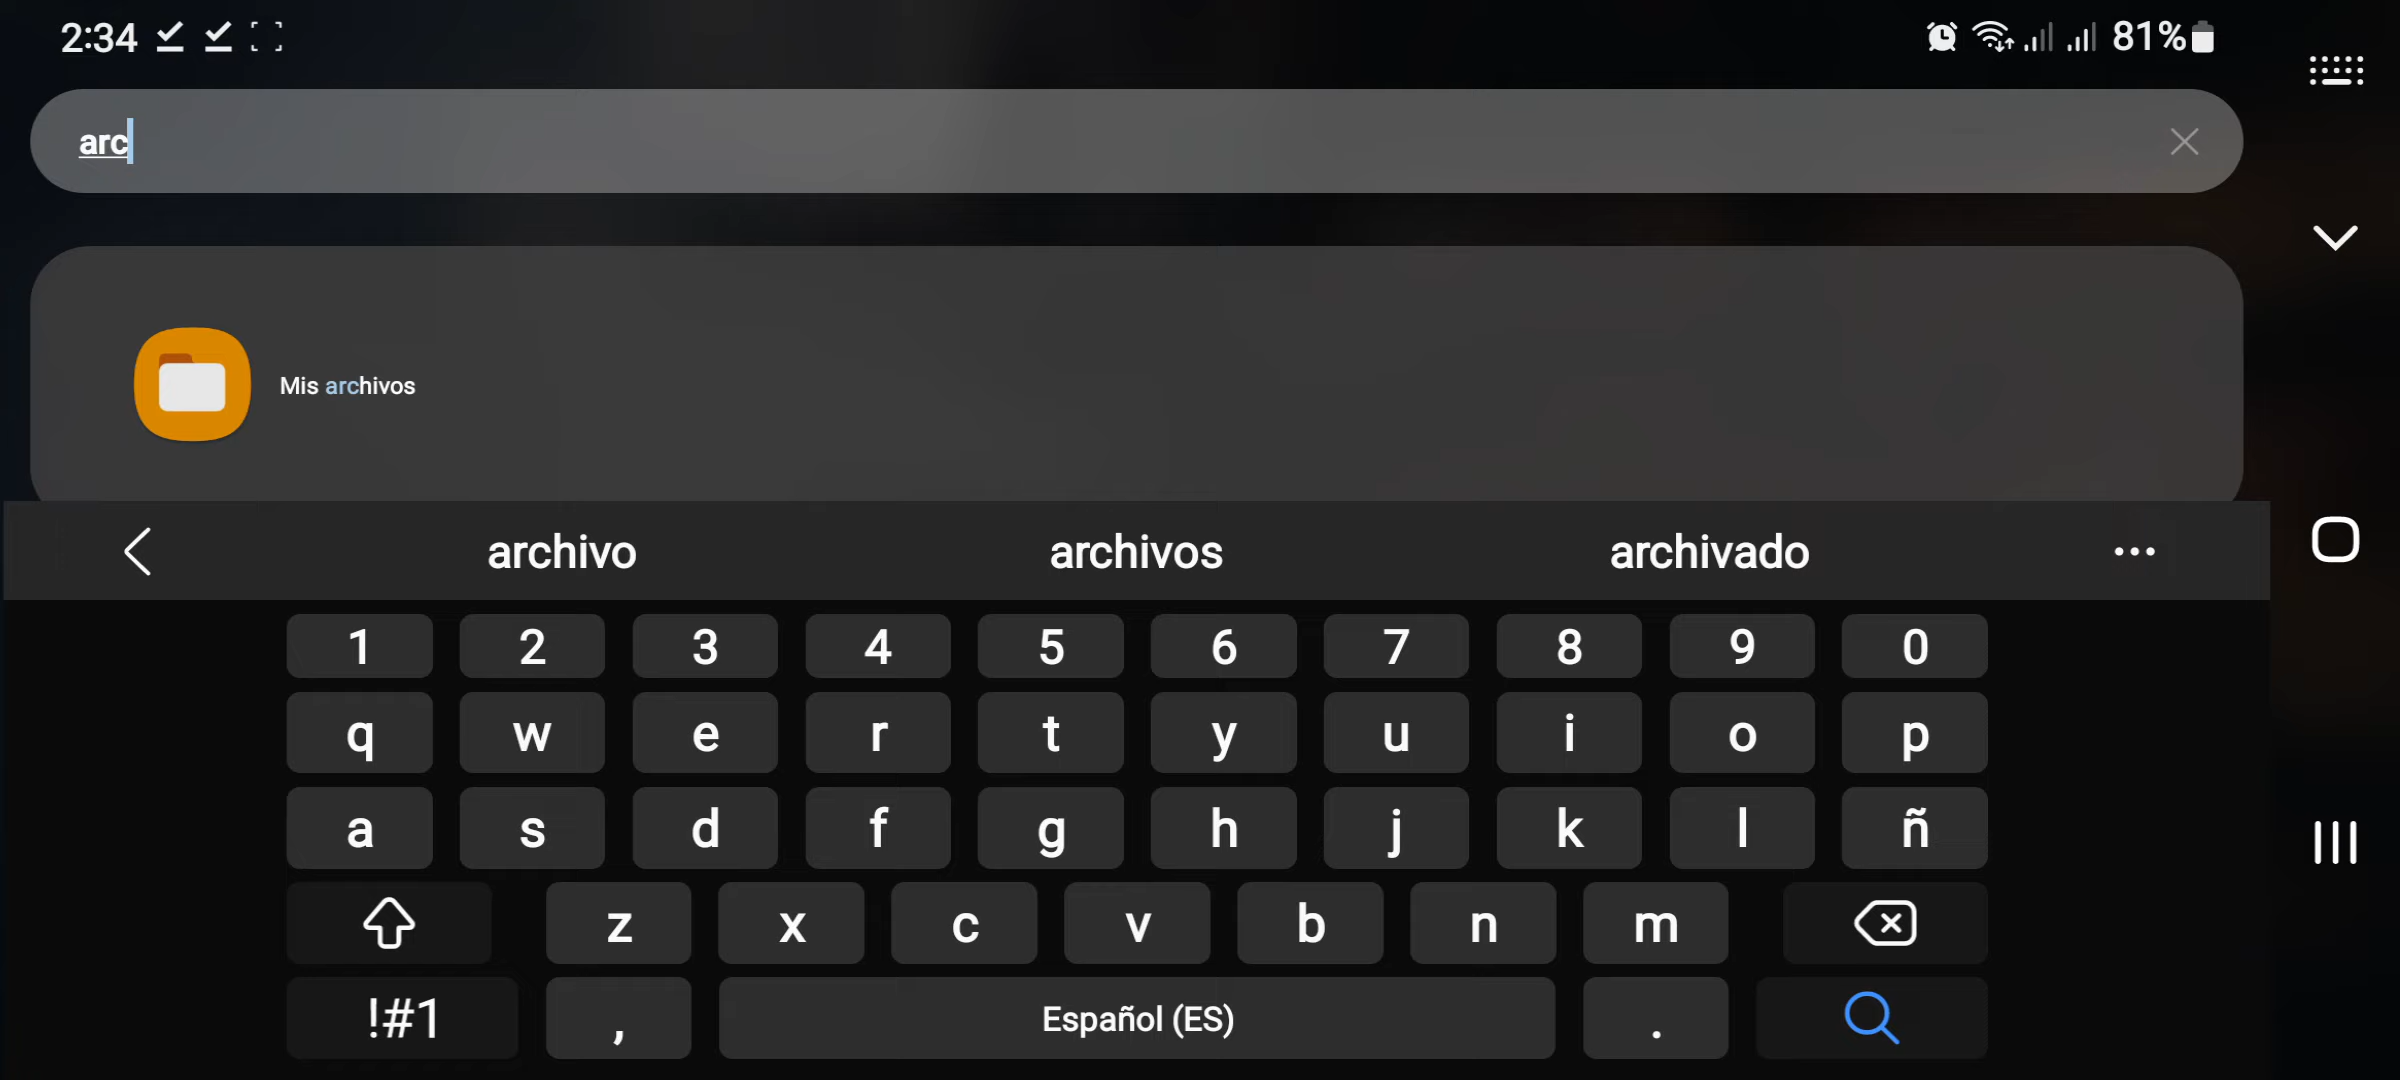 2:34 81%
arc
Mis archivos
archivo archivos archivado
1 2 3 4 5 6 7 8 9 0
q w e r t y u i o p
a s d f g h j k l ñ
z x c v b n m
!#1 , Español (ES) .